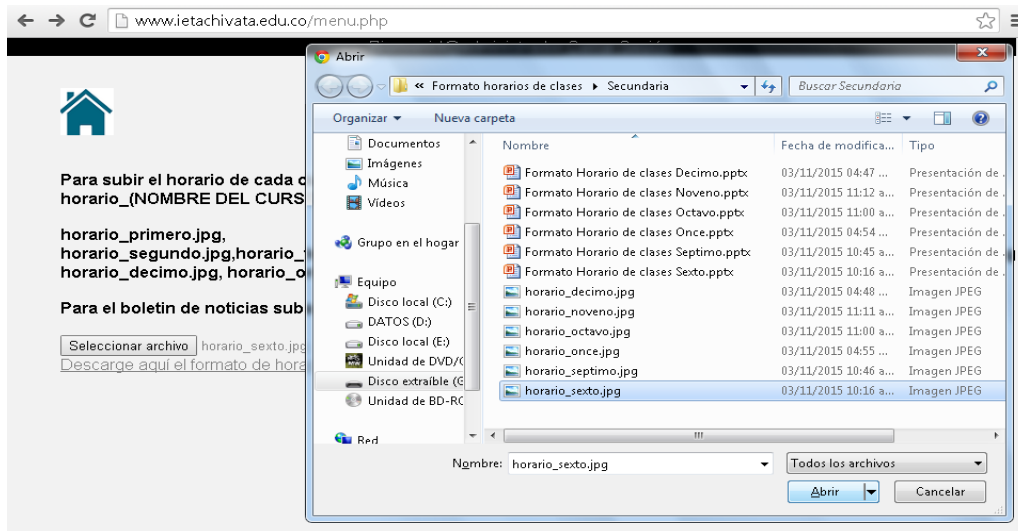 www.ietachivata.edu.co/menu.php
Abrir
« Formato horarios de clases ▸ Secundaria
Buscar Secundaria
Organizar
Nueva carpeta
Documentos
Imágenes
Música
Vídeos
Grupo en el hogar
Equipo
Disco local (C:)
DATOS (D:)
Disco local (E:)
Unidad de DVD/(
Disco extraíble (G
Unidad de BD-RO
Red
Nombre Fecha de modifica... Tipo
Formato Horario de clases Decimo.pptx 03/11/2015 04:47 ... Presentación de .
Formato Horario de clases Noveno.pptx 03/11/2015 11:12 a... Presentación de .
Formato Horario de clases Octavo.pptx 03/11/2015 11:00 a... Presentación de .
Formato Horario de clases Once.pptx 03/11/2015 04:54 ... Presentación de .
Formato Horario de clases Septimo.pptx 03/11/2015 10:45 a... Presentación de .
Formato Horario de clases Sexto.pptx 03/11/2015 10:16 a... Presentación de .
horario_decimo.jpg 03/11/2015 04:48 ... Imagen JPEG
horario_noveno.jpg 03/11/2015 11:11 a... Imagen JPEG
horario_octavo.jpg 03/11/2015 11:00 a... Imagen JPEG
horario_once.jpg 03/11/2015 04:55 ... Imagen JPEG
horario_septimo.jpg 03/11/2015 10:46 a... Imagen JPEG
horario_sexto.jpg 03/11/2015 10:16 a... Imagen JPEG
Nombre: horario_sexto.jpg
Todos los archivos
Abrir
Cancelar
Para subir el horario de cada c
horario_(NOMBRE DEL CURS
horario_primero.jpg,
horario_segundo.jpg,horario_
horario_decimo.jpg, horario_o
Para el boletin de noticias sub
Seleccionar archivo horario_sexto.jpg
Descarge aquí el formato de hora